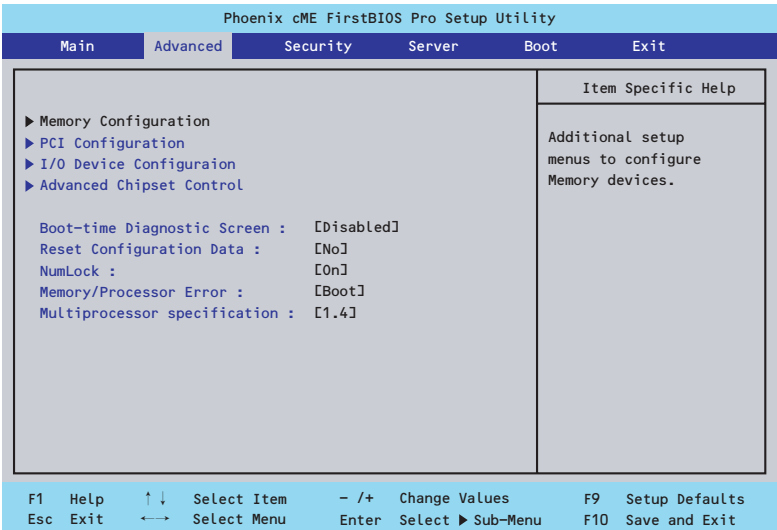 Phoenix cME FirstBIOS Pro Setup Utility
Main Advanced Security Server Boot Exit
Item Specific Help
▶ Memory Configuration
▶ PCI Configuration
▶ I/O Device Configuraion
▶ Advanced Chipset Control
Additional setup
menus to configure
Memory devices.
Boot-time Diagnostic Screen : [Disabled]
Reset Configuration Data : [No]
NumLock : [On]
Memory/Processor Error : [Boot]
Multiprocessor specification : [1.4]
F1 Help ↑↓ Select Item - /+ Change Values F9 Setup Defaults
Esc Exit ←→ Select Menu Enter Select ▶ Sub-Menu F10 Save and Exit